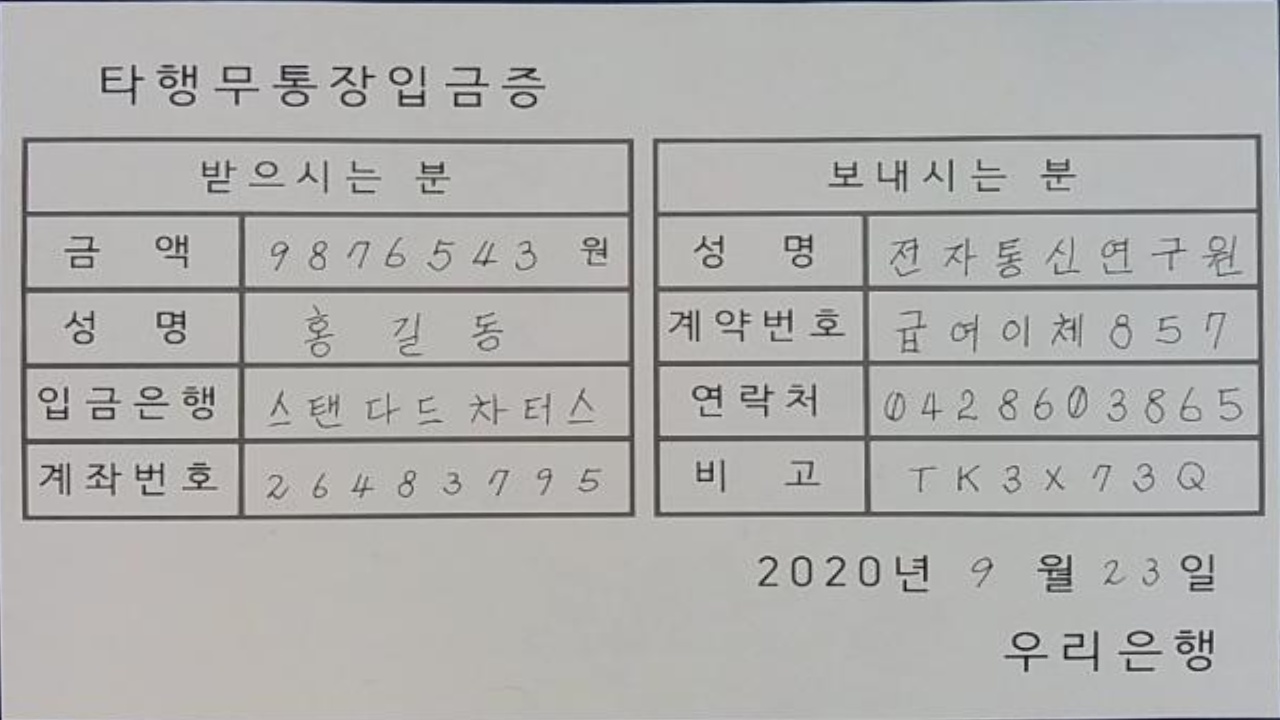 타행무통장입금증
받으시는 분
금 액 9876543 원
성 명 홍 길 동
입금은행 스탠다드차터스
계좌번호 26483795
보내시는 분
성 명 전자통신연구원
계약번호 급여이체857
연락처 0428603865
비 고 TK3X73Q
2020년 9 월 23일
우리은행